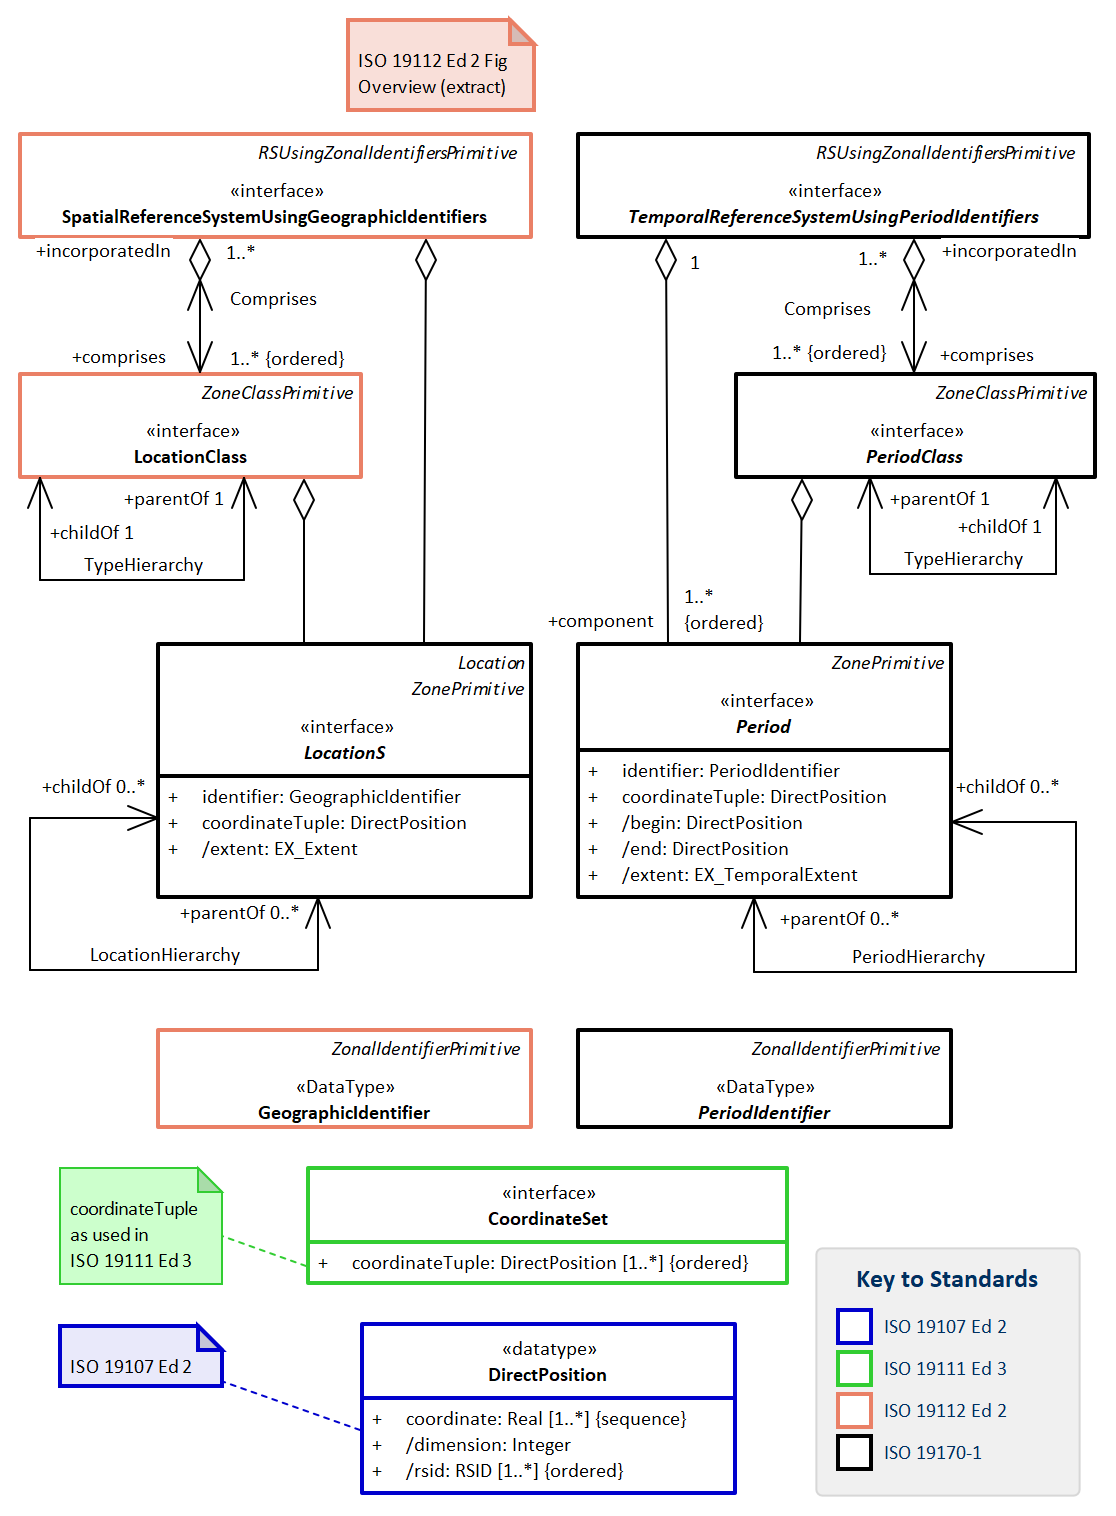 ISO 19112 Ed 2 Fig
Overview (extract)
RSUsingZonalIdentifiersPrimitive
«interface»
SpatialReferenceSystemUsingGeographicIdentifiers
RSUsingZonalIdentifiersPrimitive
«interface»
TemporalReferenceSystemUsingPeriodIdentifiers
+incorporatedIn
1..*
Comprises
+comprises
1..* {ordered}
1
1..*
+incorporatedIn
Comprises
1..* {ordered}
+comprises
ZoneClassPrimitive
«interface»
LocationClass
ZoneClassPrimitive
«interface»
PeriodClass
+parentOf 1
+childOf 1
TypeHierarchy
+parentOf 1
+childOf 1
TypeHierarchy
1..*
+component
{ordered}
Location
ZonePrimitive
«interface»
LocationS
+ identifier: GeographicIdentifier
+ coordinateTuple: DirectPosition
+ /extent: EX_Extent
ZonePrimitive
«interface»
Period
+ identifier: PeriodIdentifier
+ coordinateTuple: DirectPosition
+ /begin: DirectPosition
+ /end: DirectPosition
+ /extent: EX_TemporalExtent
+childOf 0..*
+parentOf 0..*
LocationHierarchy
+childOf 0..*
+parentOf 0..*
PeriodHierarchy
ZonalIdentifierPrimitive
«DataType»
GeographicIdentifier
ZonalIdentifierPrimitive
«DataType»
PeriodIdentifier
coordinateTuple
as used in
ISO 19111 Ed 3
«interface»
CoordinateSet
+ coordinateTuple: DirectPosition [1..*] {ordered}
ISO 19107 Ed 2
«datatype»
DirectPosition
+ coordinate: Real [1..*] {sequence}
+ /dimension: Integer
+ /rsid: RSID [1..*] {ordered}
Key to Standards
ISO 19107 Ed 2
ISO 19111 Ed 3
ISO 19112 Ed 2
ISO 19170-1